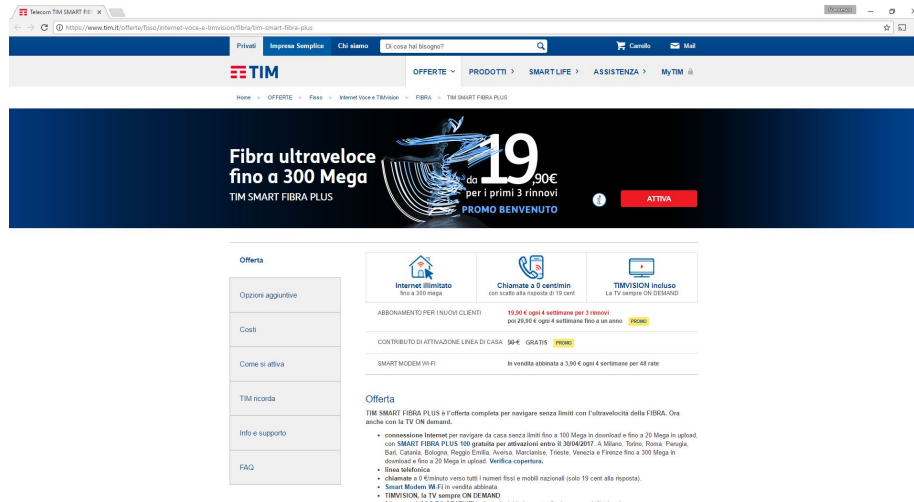 Telecom TIM SMART FIB
https://www.tim.it/offerte/fisso/internet-voce-e-timvision/fibra/tim-smart-fibra-plus
Privati Impresa Semplice Chi siamo Di cosa hai bisogno? Carrello Mail
TIM OFFERTE PRODOTTI SMART LIFE ASSISTENZA MyTIM
Home OFFERTE Fisso Internet Voce e TIMvision FIBRA TIM SMART FIBRA PLUS
Fibra ultraveloce
fino a 300 Mega
TIM SMART FIBRA PLUS
da 19,90€
per i primi 3 rinnovi
PROMO BENVENUTO
ATTIVA
Offerta
Opzioni aggiuntive
Costi
Come si attiva
TIM ricorda
Info e supporto
FAQ
Internet illimitato
fino a 300 mega
Chiamate a 0 cent/min
con scatto alla risposta di 19 cent
TIMVISION incluso
La TV sempre ON DEMAND
ABBONAMENTO PER I NUOVI CLIENTI 19,90 € ogni 4 settimane per 3 rinnovi
poi 29,90 € ogni 4 settimane fino a un anno PROMO
CONTRIBUTO DI ATTIVAZIONE LINEA DI CASA € GRATIS PROMO
SMART MODEM WI-FI In vendita abbinata a 3,90 € ogni 4 settimane per 48 rate
Offerta
TIM SMART FIBRA PLUS è l'offerta completa per navigare senza limiti con l'ultravelocità della FIBRA. Ora
anche con la TV ON demand.
• connessione Internet per navigare da casa senza limiti fino a 100 Mega in download e fino a 20 Mega in upload,
con SMART FIBRA PLUS 100 gratuita per attivazioni entro il 30/04/2017. A Milano, Torino, Roma, Perugia,
Bari, Catania, Bologna, Reggio Emilia, Aversa, Marcianise, Trieste, Venezia e Firenze fino a 300 Mega in
download e fino a 20 Mega in upload. Verifica copertura.
• linea telefonica
• chiamate a 0 €/minuto verso tutti i numeri fissi e mobili nazionali (solo 19 cent alla risposta).
• Smart Modem Wi-Fi in vendita abbinata
• TIMVISION, la TV sempre ON DEMAND